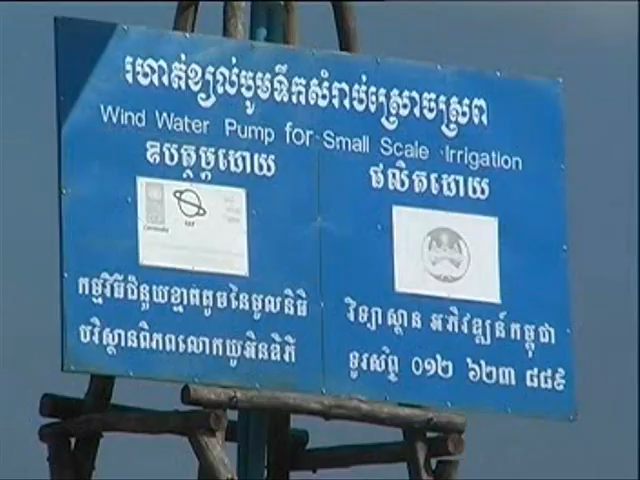 រហាត់ខ្យល់បូមទឹកសំរាប់ស្រោចស្រព
Wind Water Pump for Small Scale Irrigation
ឧបត្ថម្ភដោយ
ផលិតដោយ
Cambodia
GEF
កម្មវិធីជំនួយខ្នាតតូចនៃមូលនិធិ
បរិស្ថានពិភពលោកយូអិនឌិភី
វិទ្យាស្ថាន អភិវឌ្ឍន៍កម្ពុជា
ទូរស័ព្ទ ០១២ ៦២៣ ៨៨៩